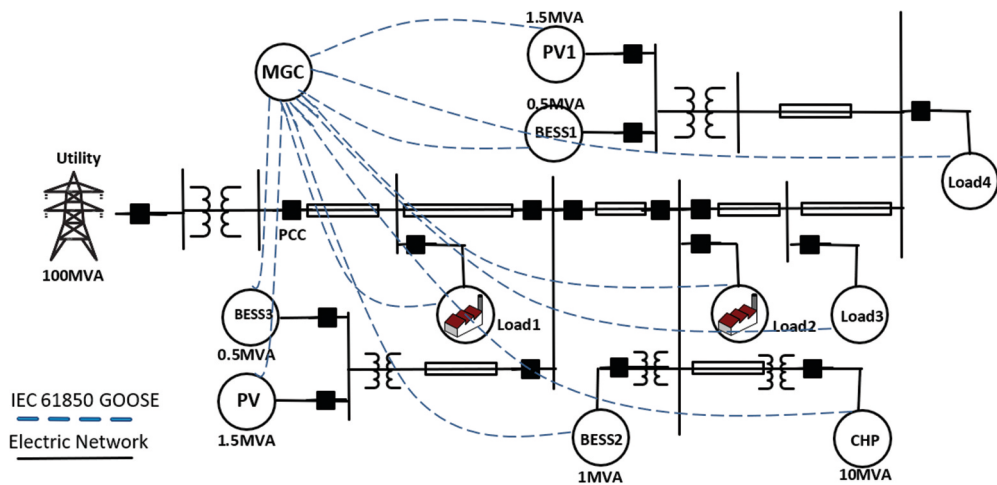 1.5MVA
MGC
PV1
0.5MVA
BESS1
Utility
Load4
PCC
100MVA
BESS3
Load1
Load2
Load3
0.5MVA
PV
IEC 61850 GOOSE
1.5MVA
BESS2
CHP
Electric Network
1MVA
10MVA